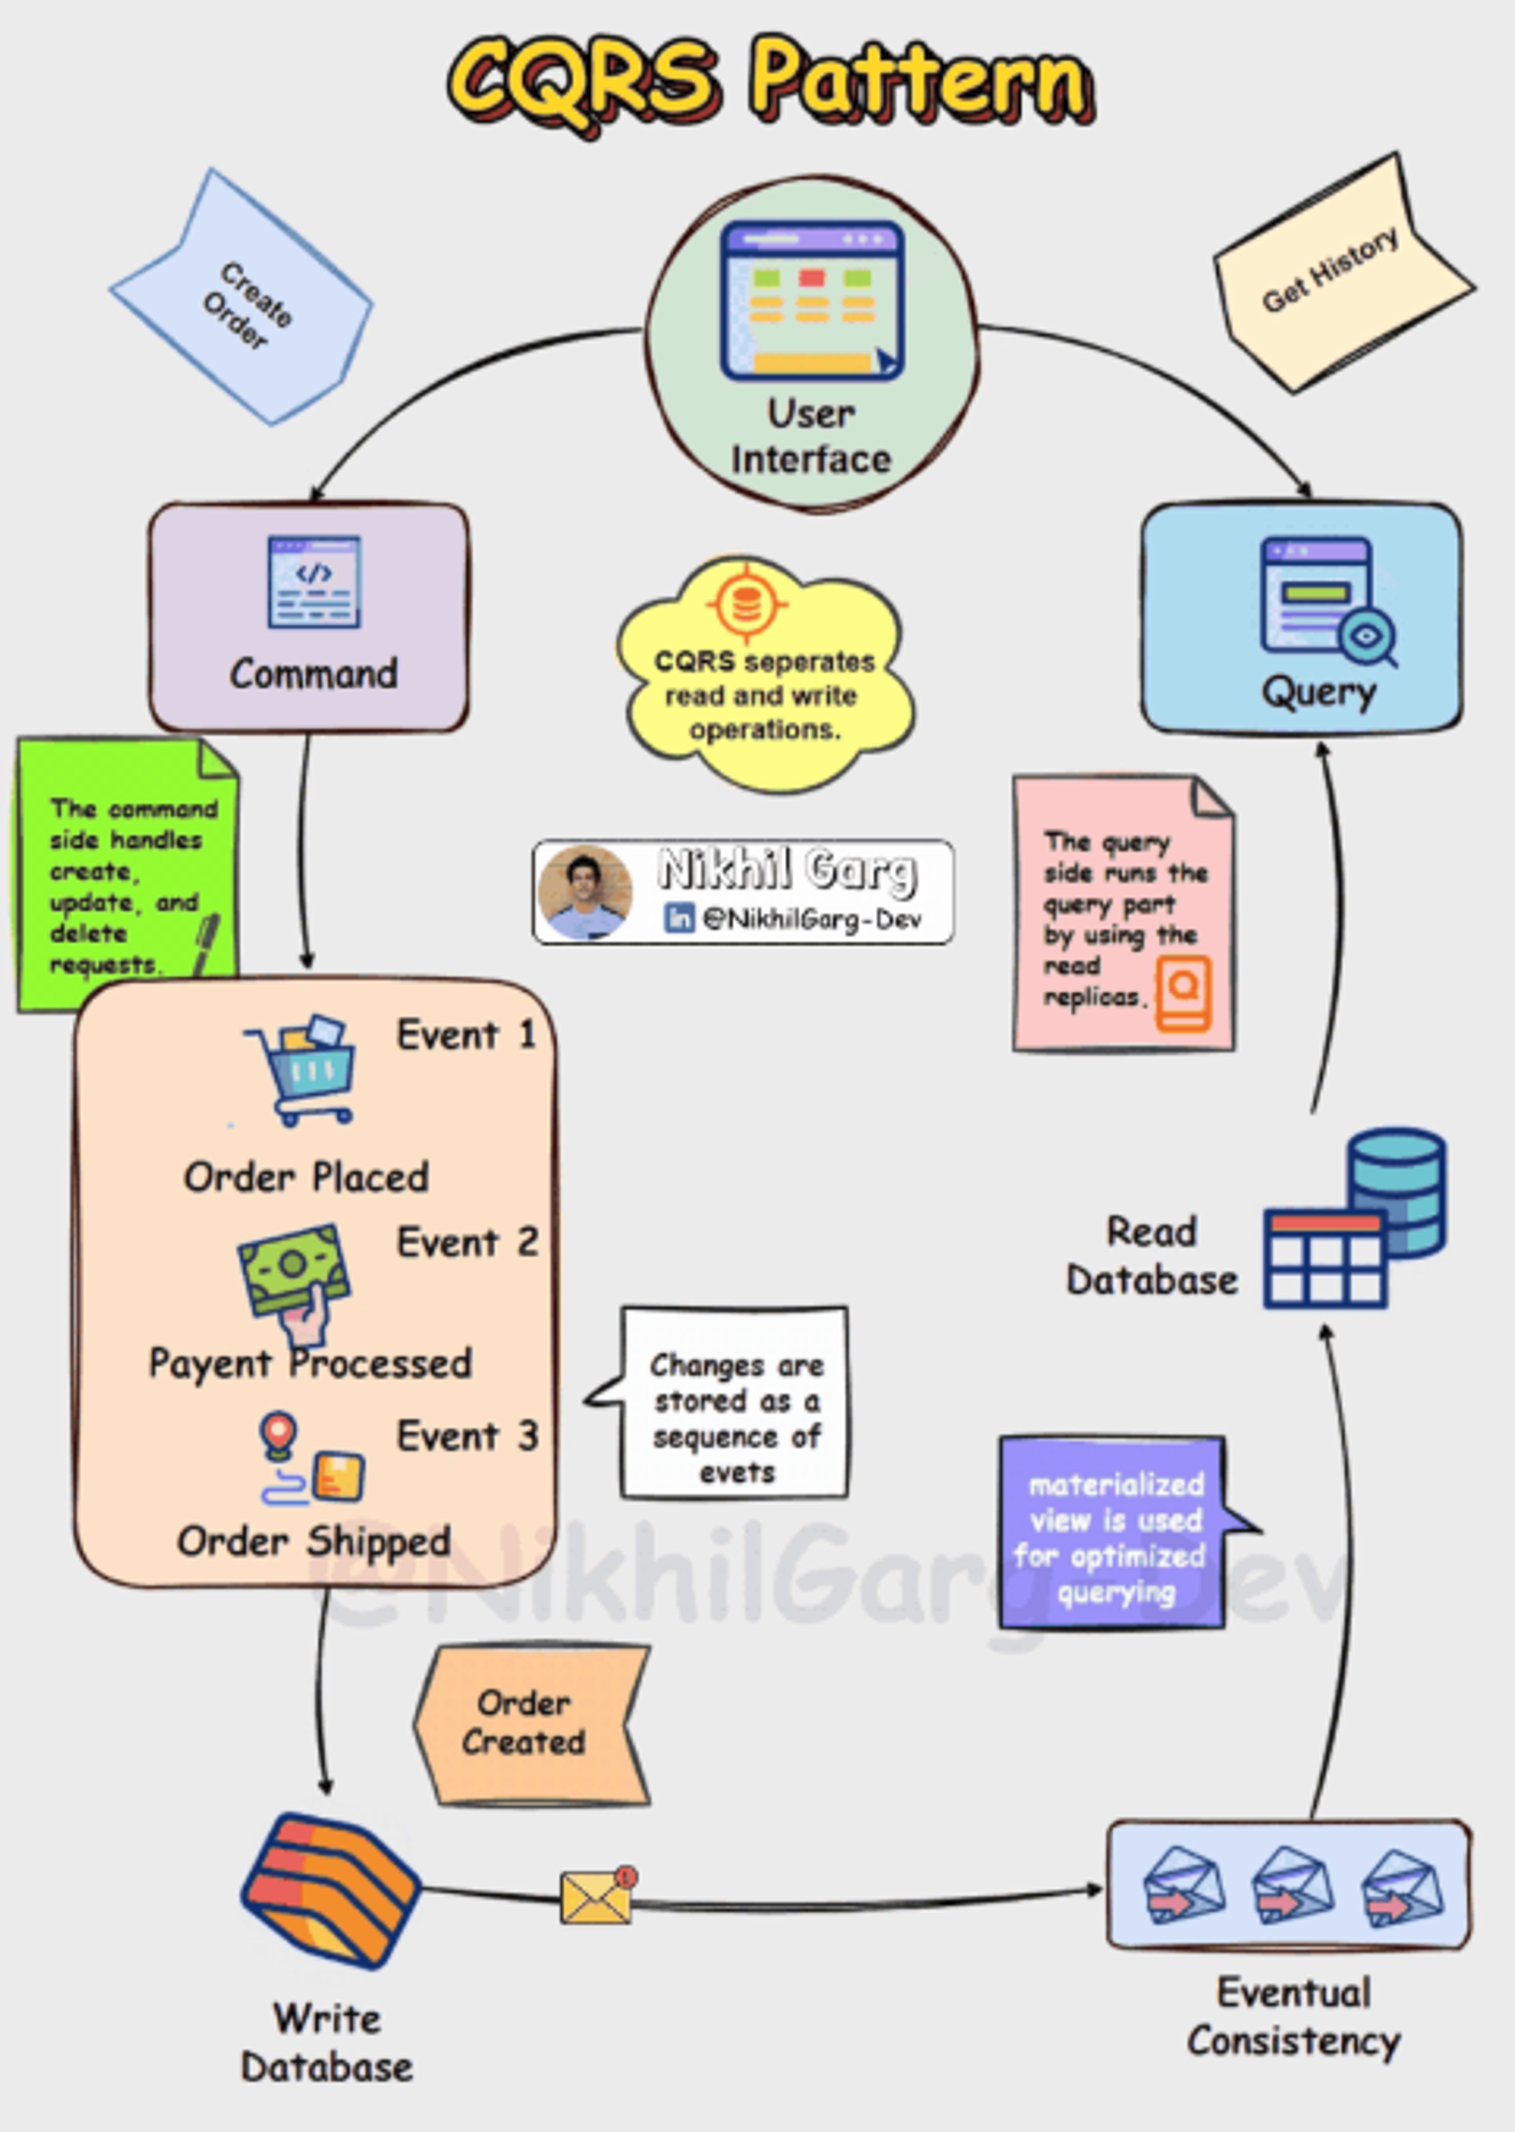 CQRS Pattern
Create
Order
Get History
User
Interface
Command
CQRS seperates
read and write
operations.
Query
The command
side handles
create,
update, and
delete
requests.
Nikhil Garg
in @NikhilGarg-Dev
The query
side runs the
query part
by using the
read
replicas.
Event 1
Order Placed
Event 2
Payent Processed
Event 3
Order Shipped
Read
Database
Changes are
stored as a
sequence of
evets
materialized
view is used
for optimized
querying
@NikhilGarg-Dev
Order
Created
Write
Database
Eventual
Consistency